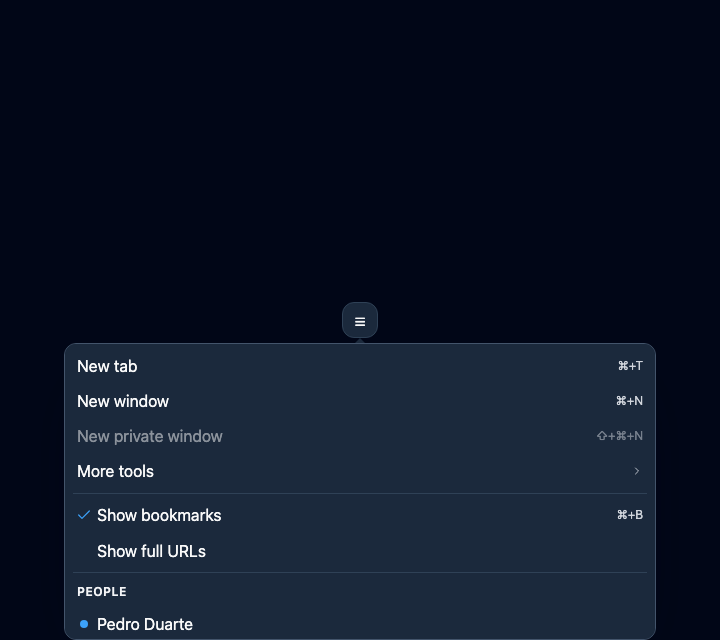 New tab ⌘+T
New window ⌘+N
New private window ⇧+⌘+N
More tools
Show bookmarks ⌘+B
Show full URLs
PEOPLE
Pedro Duarte